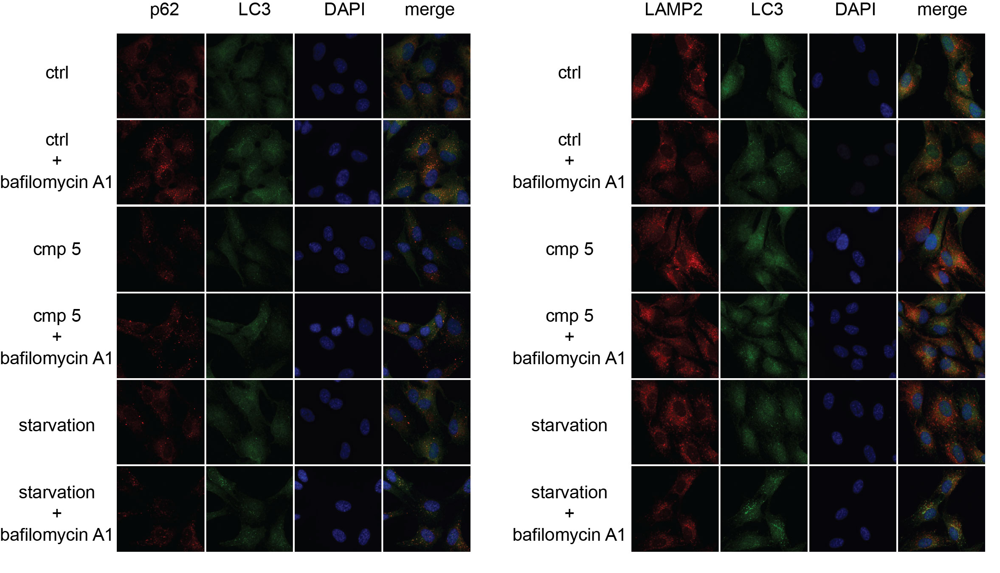 p62 LC3 DAPI merge
ctrl
ctrl
+
bafilomycin A1
cmp 5
cmp 5
+
bafilomycin A1
starvation
starvation
+
bafilomycin A1
LAMP2 LC3 DAPI merge
ctrl
ctrl
+
bafilomycin A1
cmp 5
cmp 5
+
bafilomycin A1
starvation
starvation
+
bafilomycin A1